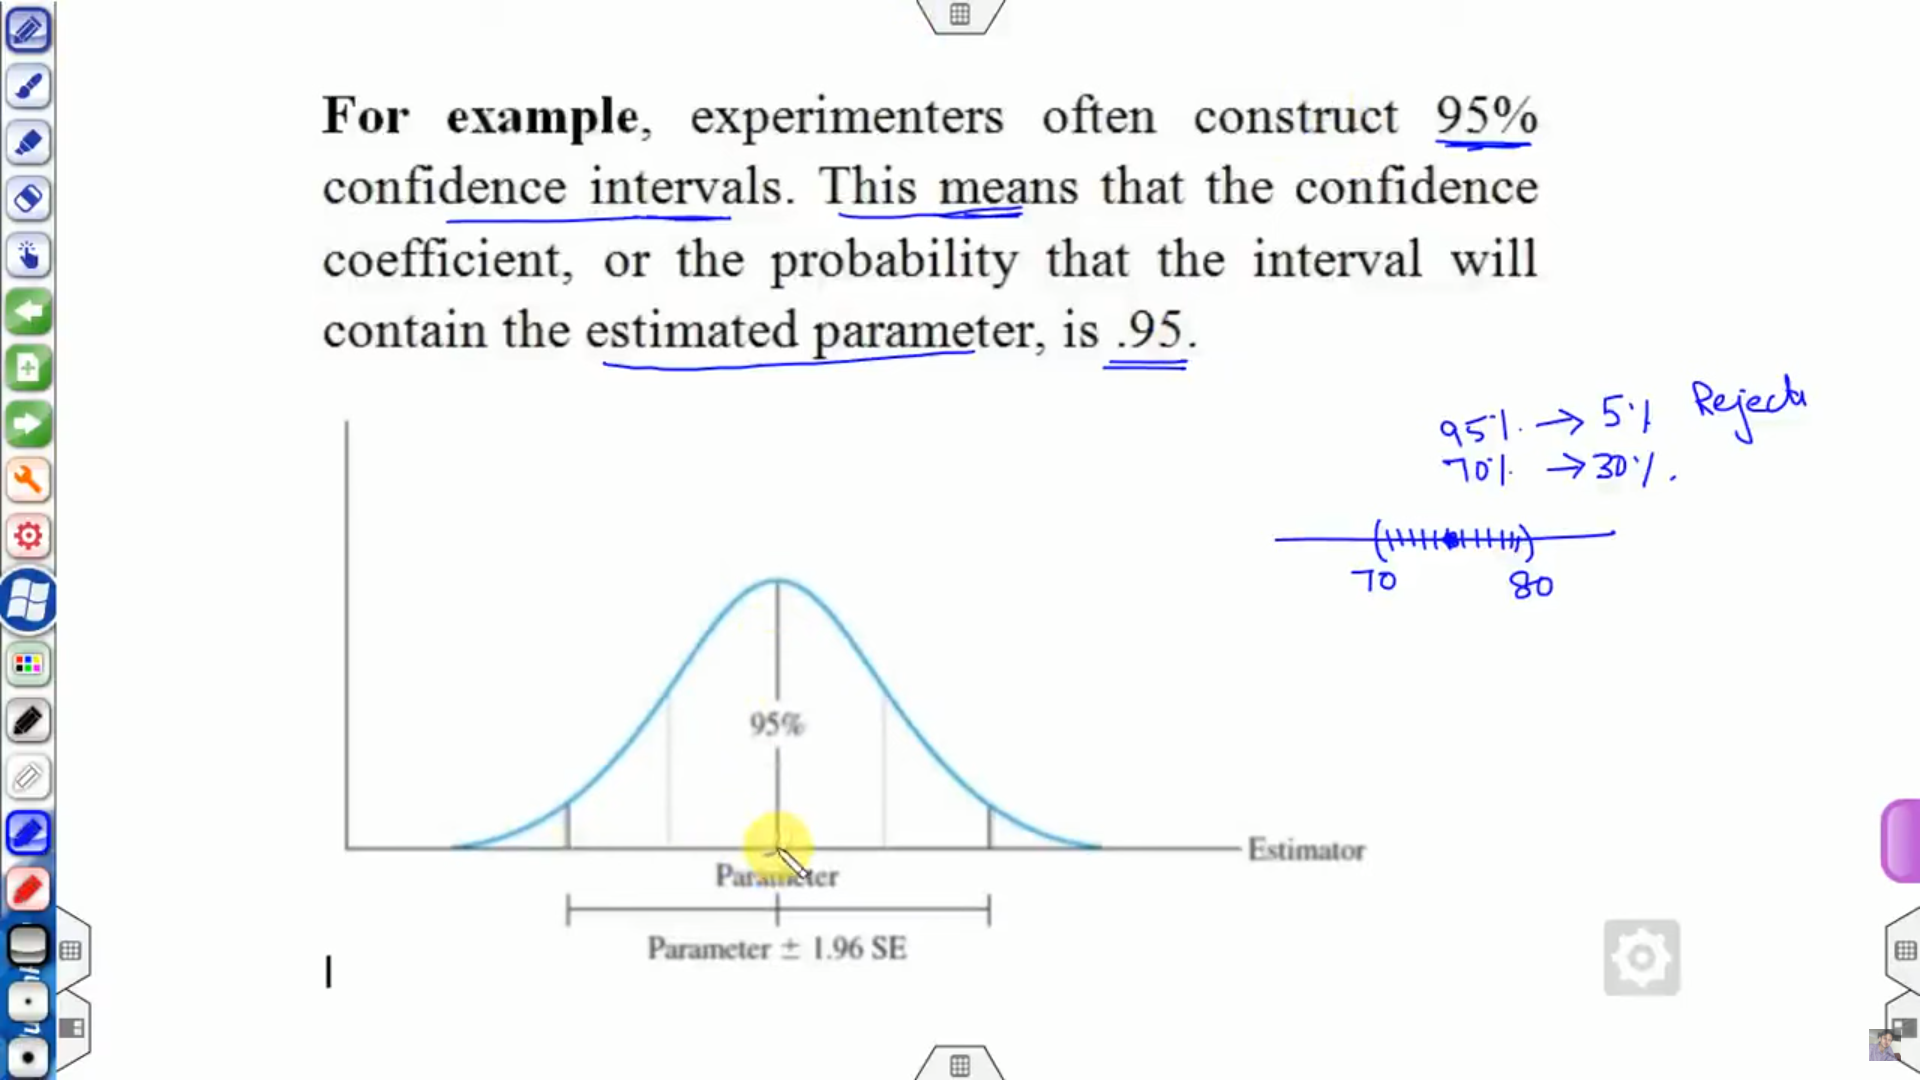 For example, experimenters often construct 95%
confidence intervals. This means that the confidence
coefficient, or the probability that the interval will
contain the estimated parameter, is .95.
95% → 5% Rejecti
70% → 30%.
70 80
95%
Estimator
Parameter
Parameter ± 1.96 SE